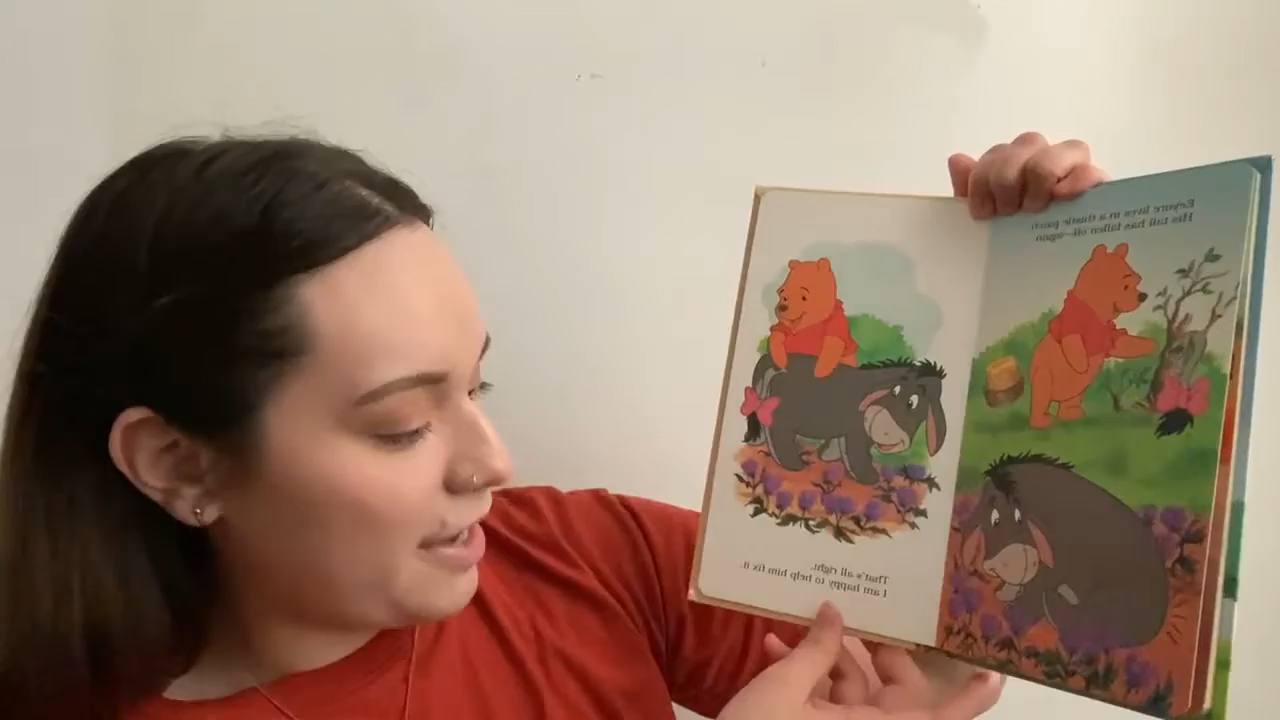 Eeyore lives in a thistle patch.
His tail has fallen off—again.
That's all right.
I am happy to help him fix it.